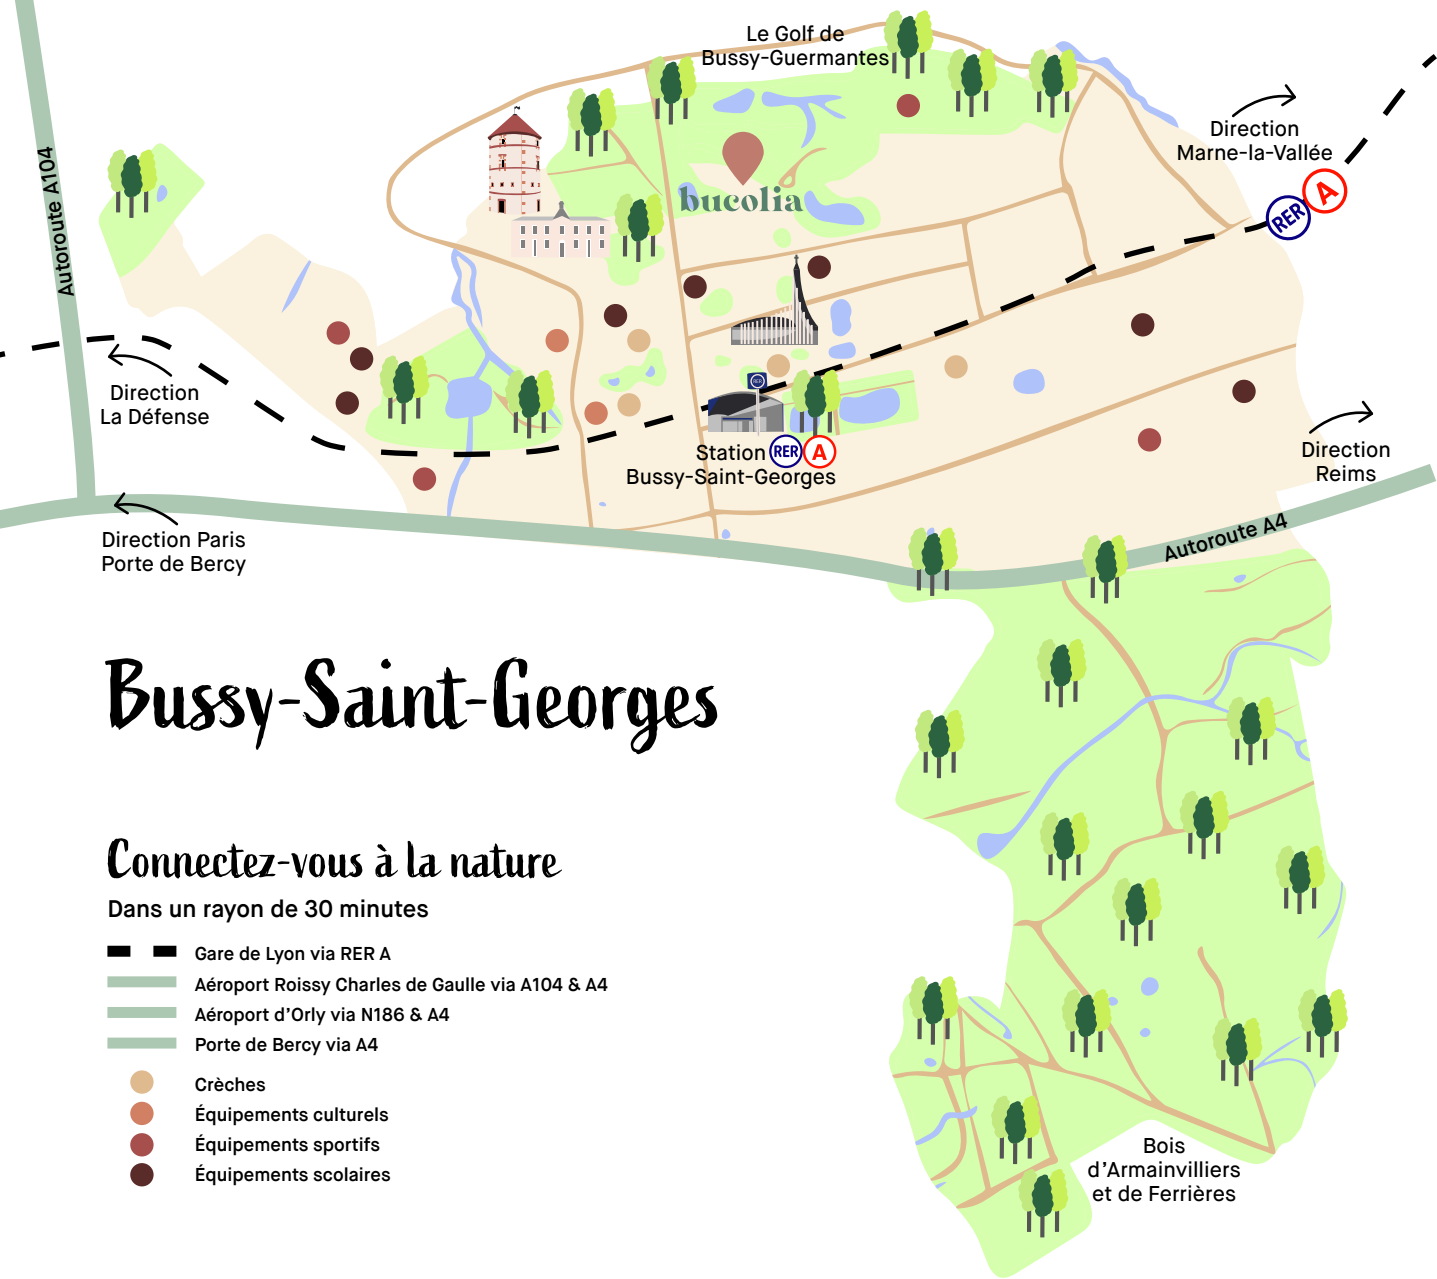 Le Golf de
Bussy-Guermantes
Direction
Marne-la-Vallée
RER
A
Autoroute A104
bucolia
Direction
La Défense
RER
Station RER A
Bussy-Saint-Georges
Direction
Reims
Direction Paris
Porte de Bercy
Autoroute A4
Bussy-Saint-Georges
Connectez-vous à la nature
Dans un rayon de 30 minutes
Gare de Lyon via RER A
Aéroport Roissy Charles de Gaulle via A104 & A4
Aéroport d’Orly via N186 & A4
Porte de Bercy via A4
Crèches
Équipements culturels
Équipements sportifs
Équipements scolaires
Bois
d’Armainvilliers
et de Ferrières